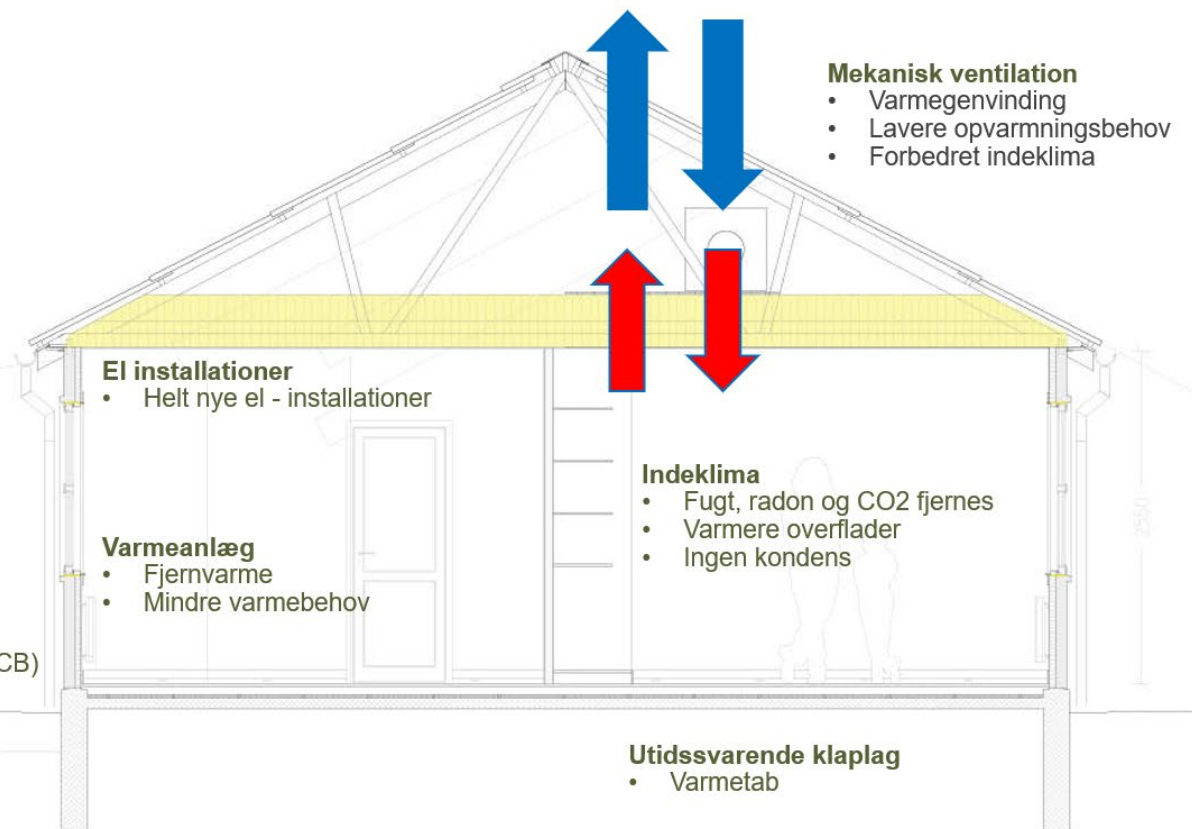 Mekanisk ventilation
• Varmegenvinding
• Lavere opvarmningsbehov
• Forbedret indeklima
El installationer
• Helt nye el - installationer
Indeklima
• Fugt, radon og CO2 fjernes
• Varmere overflader
• Ingen kondens
2550
Varmeanlæg
• Fjernvarme
• Mindre varmebehov
CB)
Utidssvarende klaplag
• Varmetab